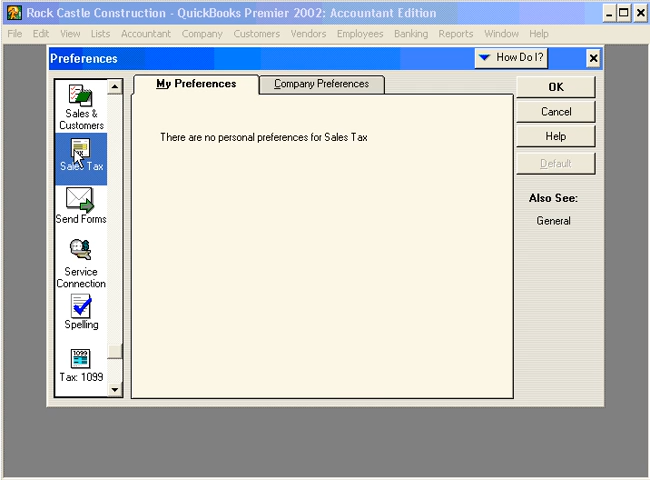 Rock Castle Construction - QuickBooks Premier 2002: Accountant Edition
File Edit View Lists Accountant Company Customers Vendors Employees Banking Reports Window Help
Preferences
How Do I?
Sales &
Customers
Sales Tax
Send Forms
Service
Connection
Spelling
1099
Tax: 1099
My Preferences
Company Preferences
There are no personal preferences for Sales Tax
OK
Cancel
Help
Default
Also See:
General